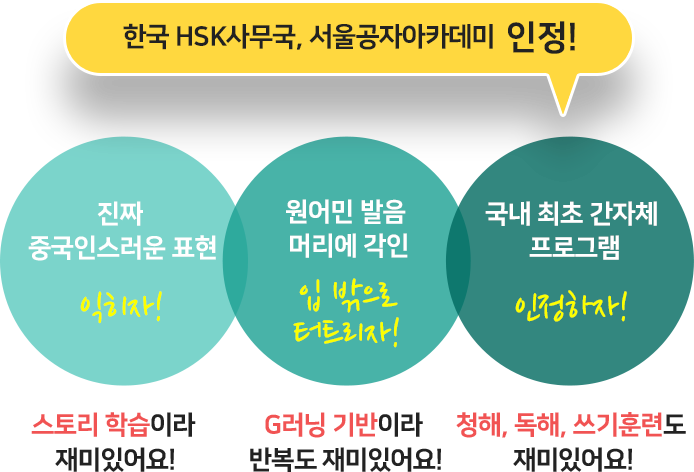 한국 HSK사무국, 서울공자아카데미 인정!
진짜
중국인스러운 표현
익히자!
원어민 발음
머리에 각인
입 밖으로
터트리자!
국내 최초 간자체
프로그램
인정하자!
스토리 학습이라
재미있어요!
G러닝 기반이라
반복도 재미있어요!
청해, 독해, 쓰기훈련도
재미있어요!